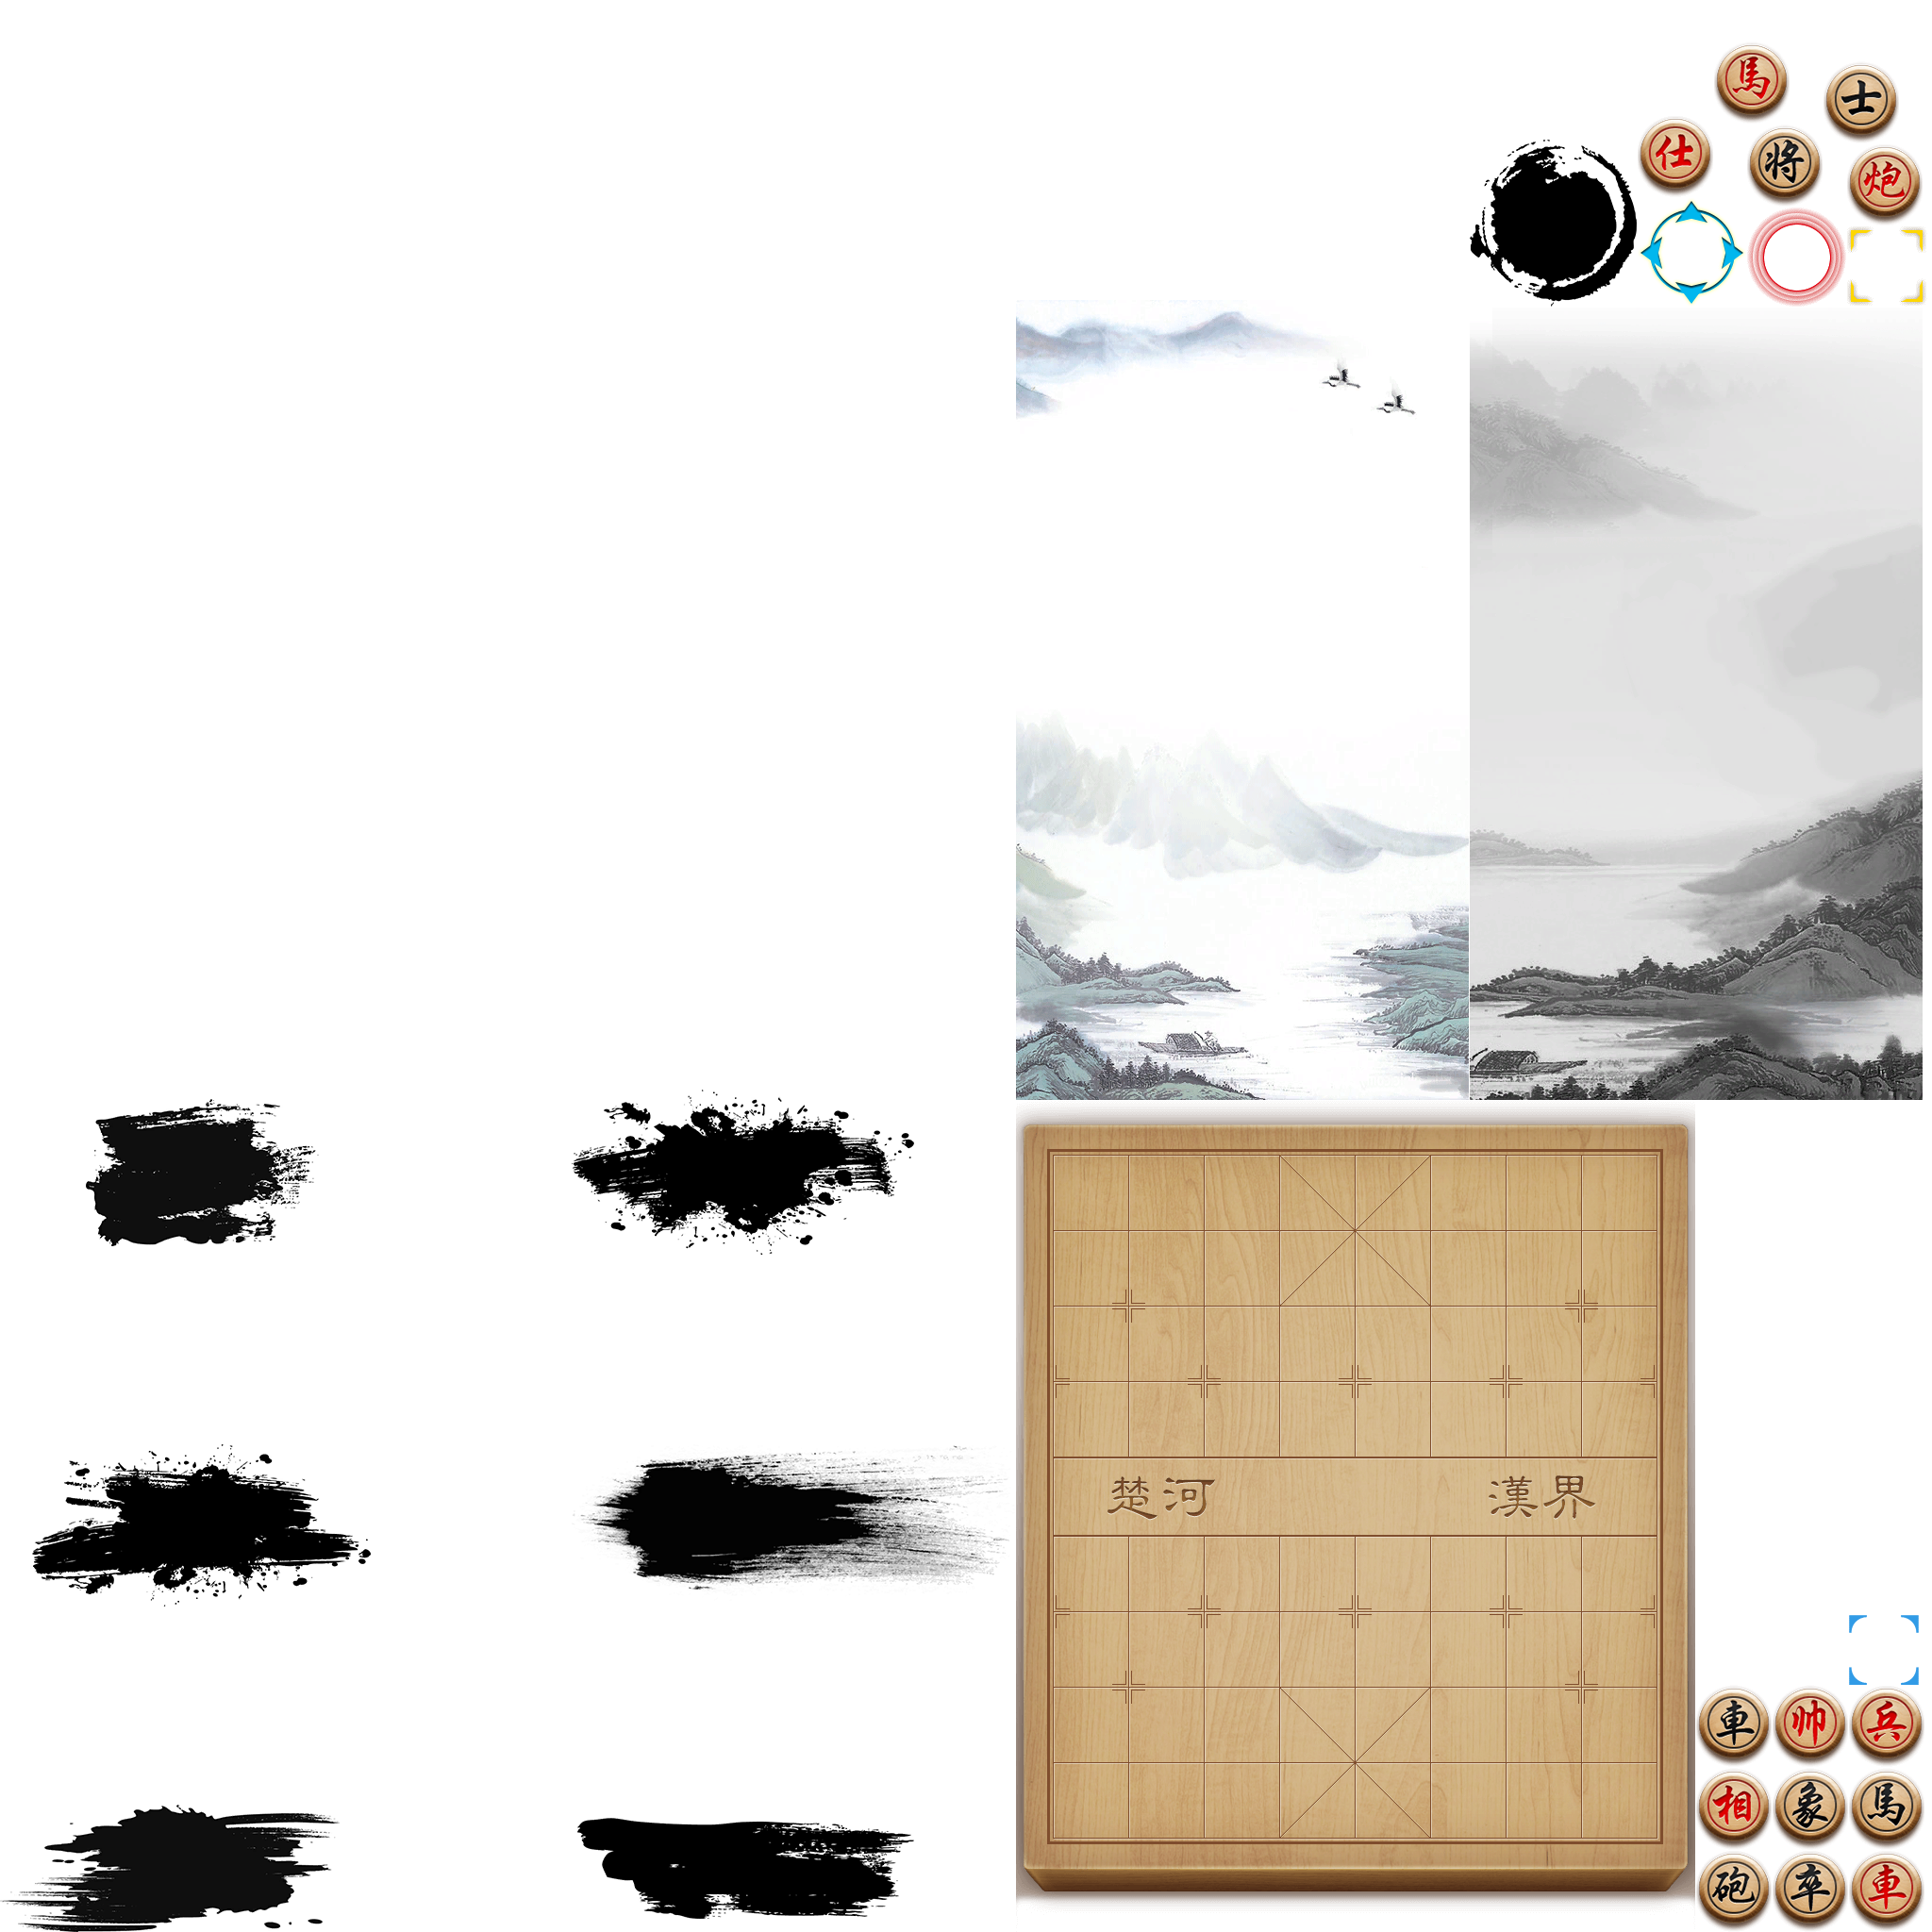 馬
士
仕
将
炮
楚河 漢界
車 帅 兵
相 象 馬
砲 卒 車